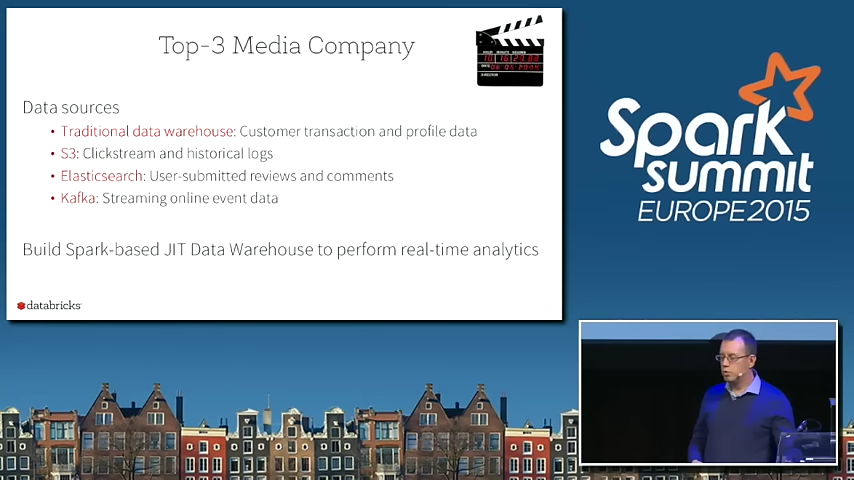 Top-3 Media Company
Data sources
• Traditional data warehouse: Customer transaction and profile data
• S3: Clickstream and historical logs
• Elasticsearch: User-submitted reviews and comments
• Kafka: Streaming online event data
Build Spark-based JIT Data Warehouse to perform real-time analytics
databricks
Spark
summit
EUROPE 2015